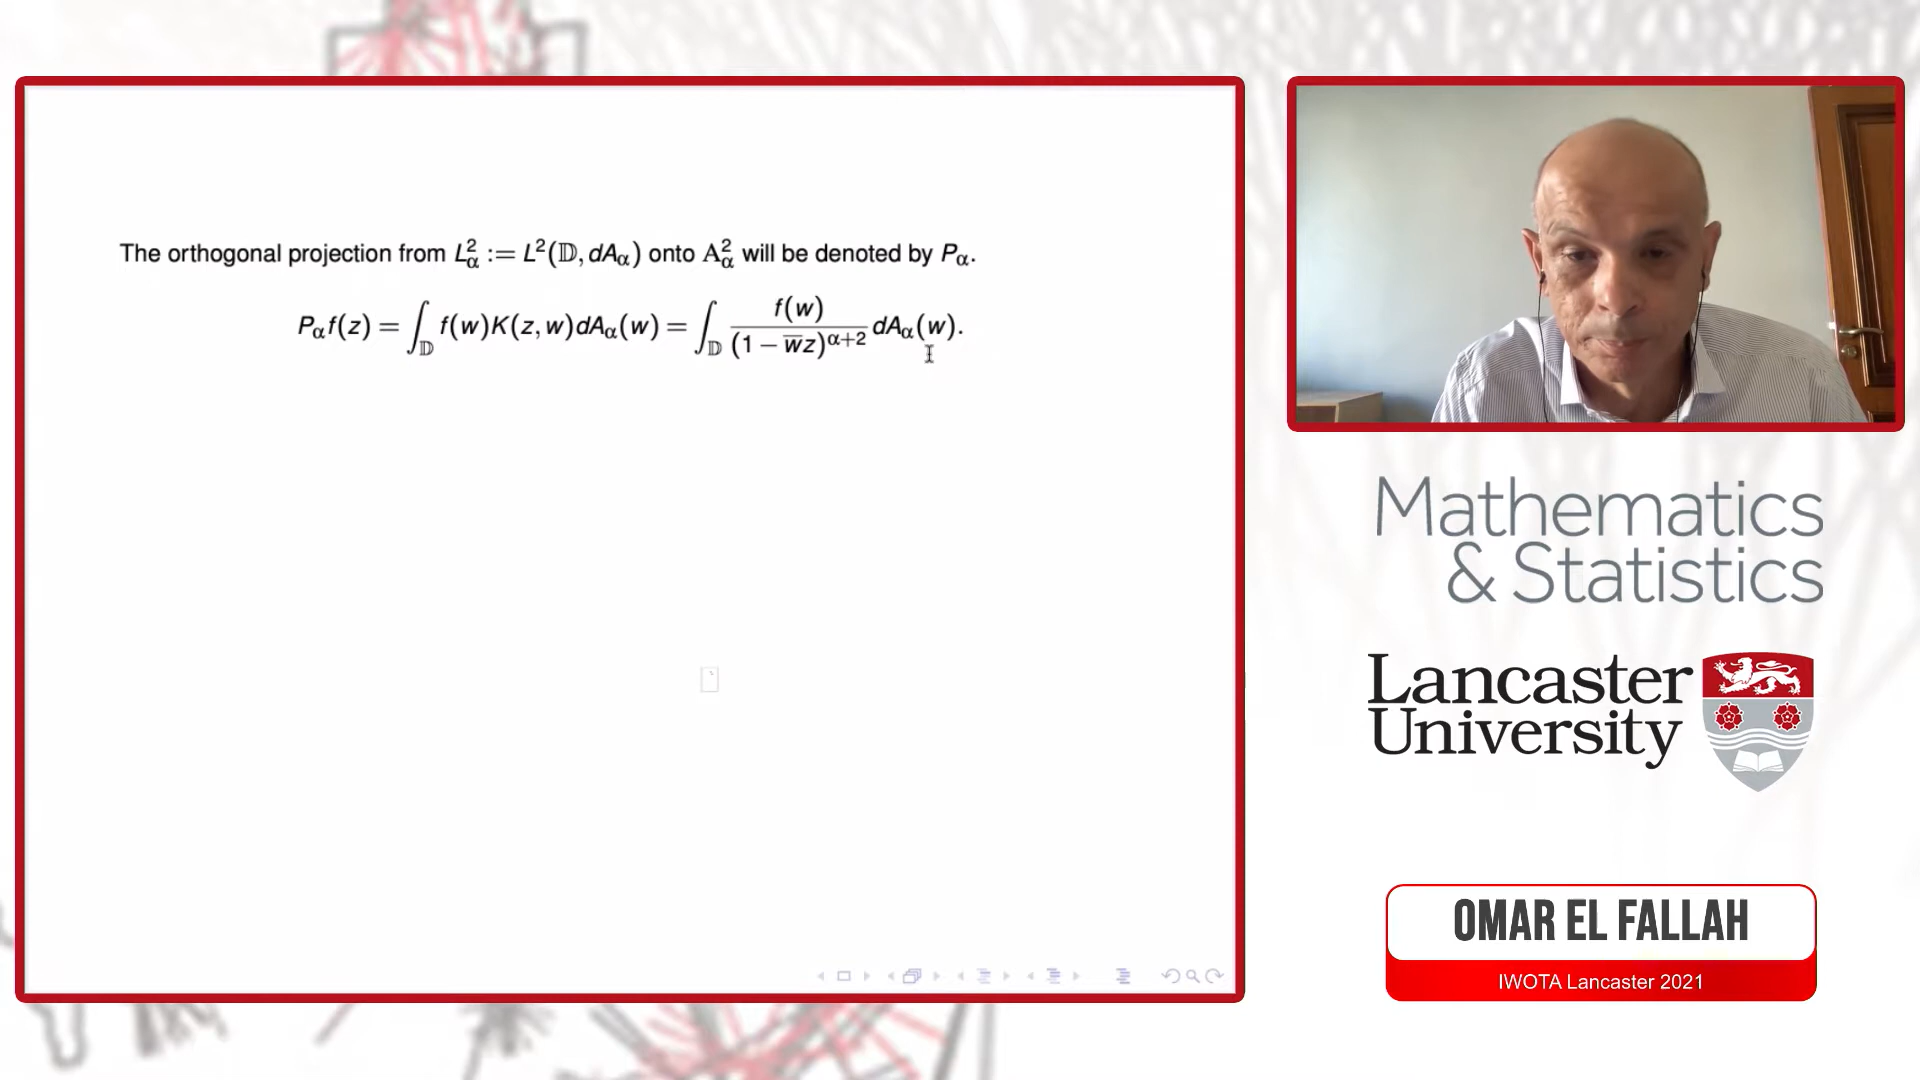 The orthogonal projection from L²_α := L²(𝔻, dA_α) onto A²_α will be denoted by P_α.
P_α f(z) = ∫_𝔻 f(w)K(z, w)dA_α(w) = ∫_𝔻 f(w) / (1 − w̅z)^{α+2} dA_α(w).
Mathematics
& Statistics
Lancaster
University
OMAR EL FALLAH
IWOTA Lancaster 2021